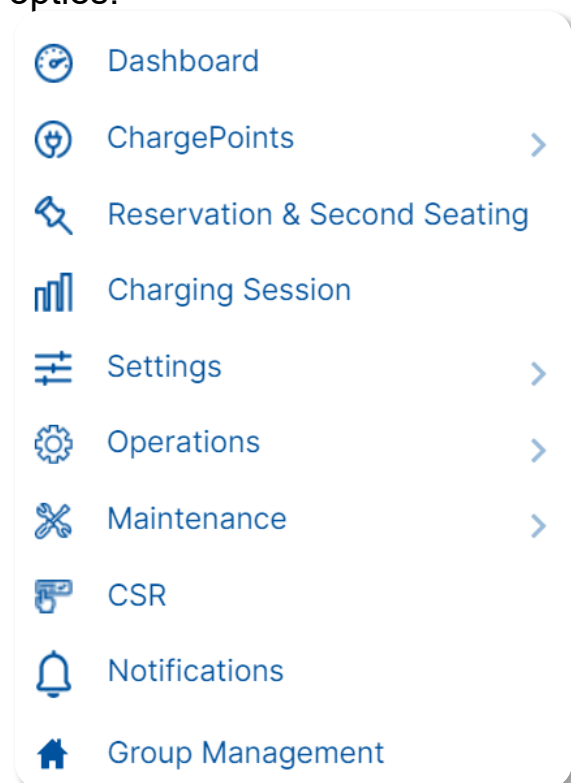 Dashboard
ChargePoints
Reservation & Second Seating
Charging Session
Settings
Operations
Maintenance
CSR
Notifications
Group Management